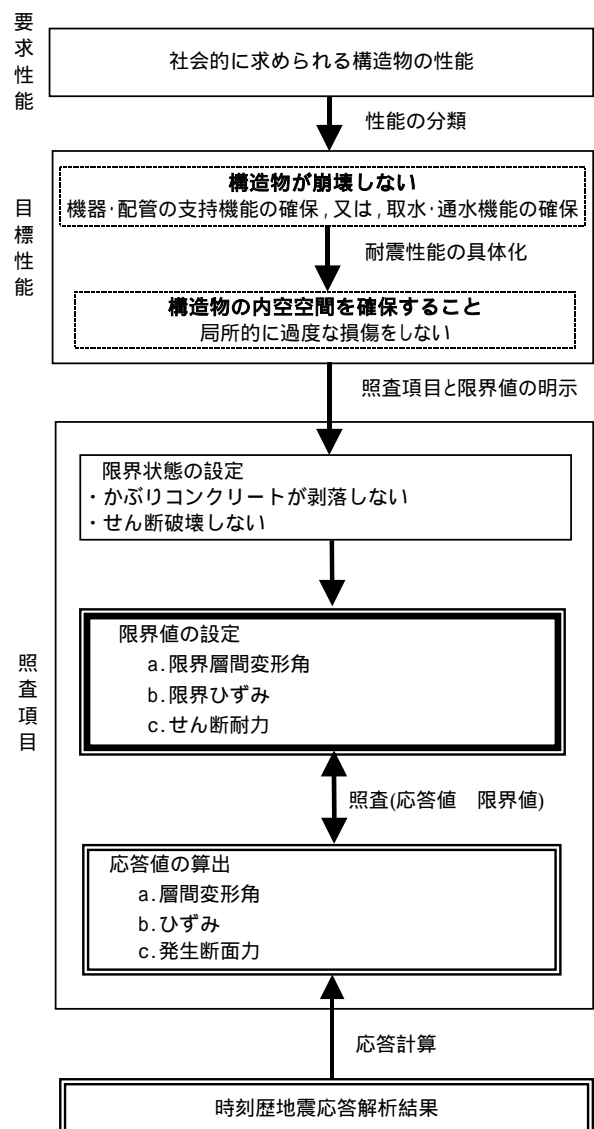 要求性能
社会的に求められる構造物の性能
性能の分類
目標性能
構造物が崩壊しない
機器･配管の支持機能の確保,又は,取水･通水機能の確保
耐震性能の具体化
構造物の内空空間を確保すること
局所的に過度な損傷をしない
照査項目と限界値の明示
照査項目
限界状態の設定
・かぶりコンクリートが剥落しない
・せん断破壊しない
限界値の設定
a.限界層間変形角
b.限界ひずみ
c.せん断耐力
照査(応答値　限界値)
応答値の算出
a.層間変形角
b.ひずみ
c.発生断面力
応答計算
時刻歴地震応答解析結果